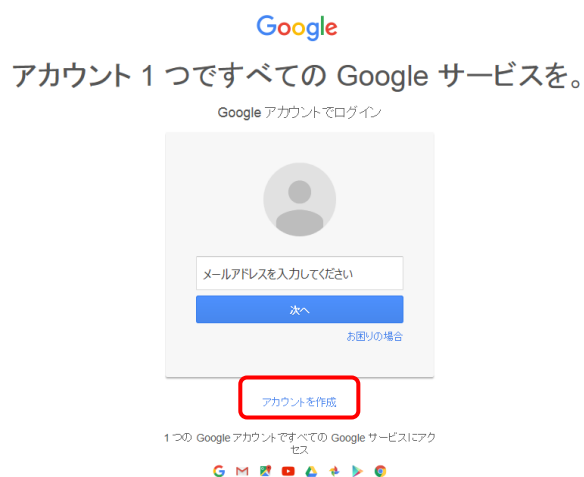 Google
アカウント 1 つですべての Google サービスを。
Google アカウントでログイン
メールアドレスを入力してください
次へ
お困りの場合
アカウントを作成
1 つの Google アカウントですべての Google サービスにアク
セス